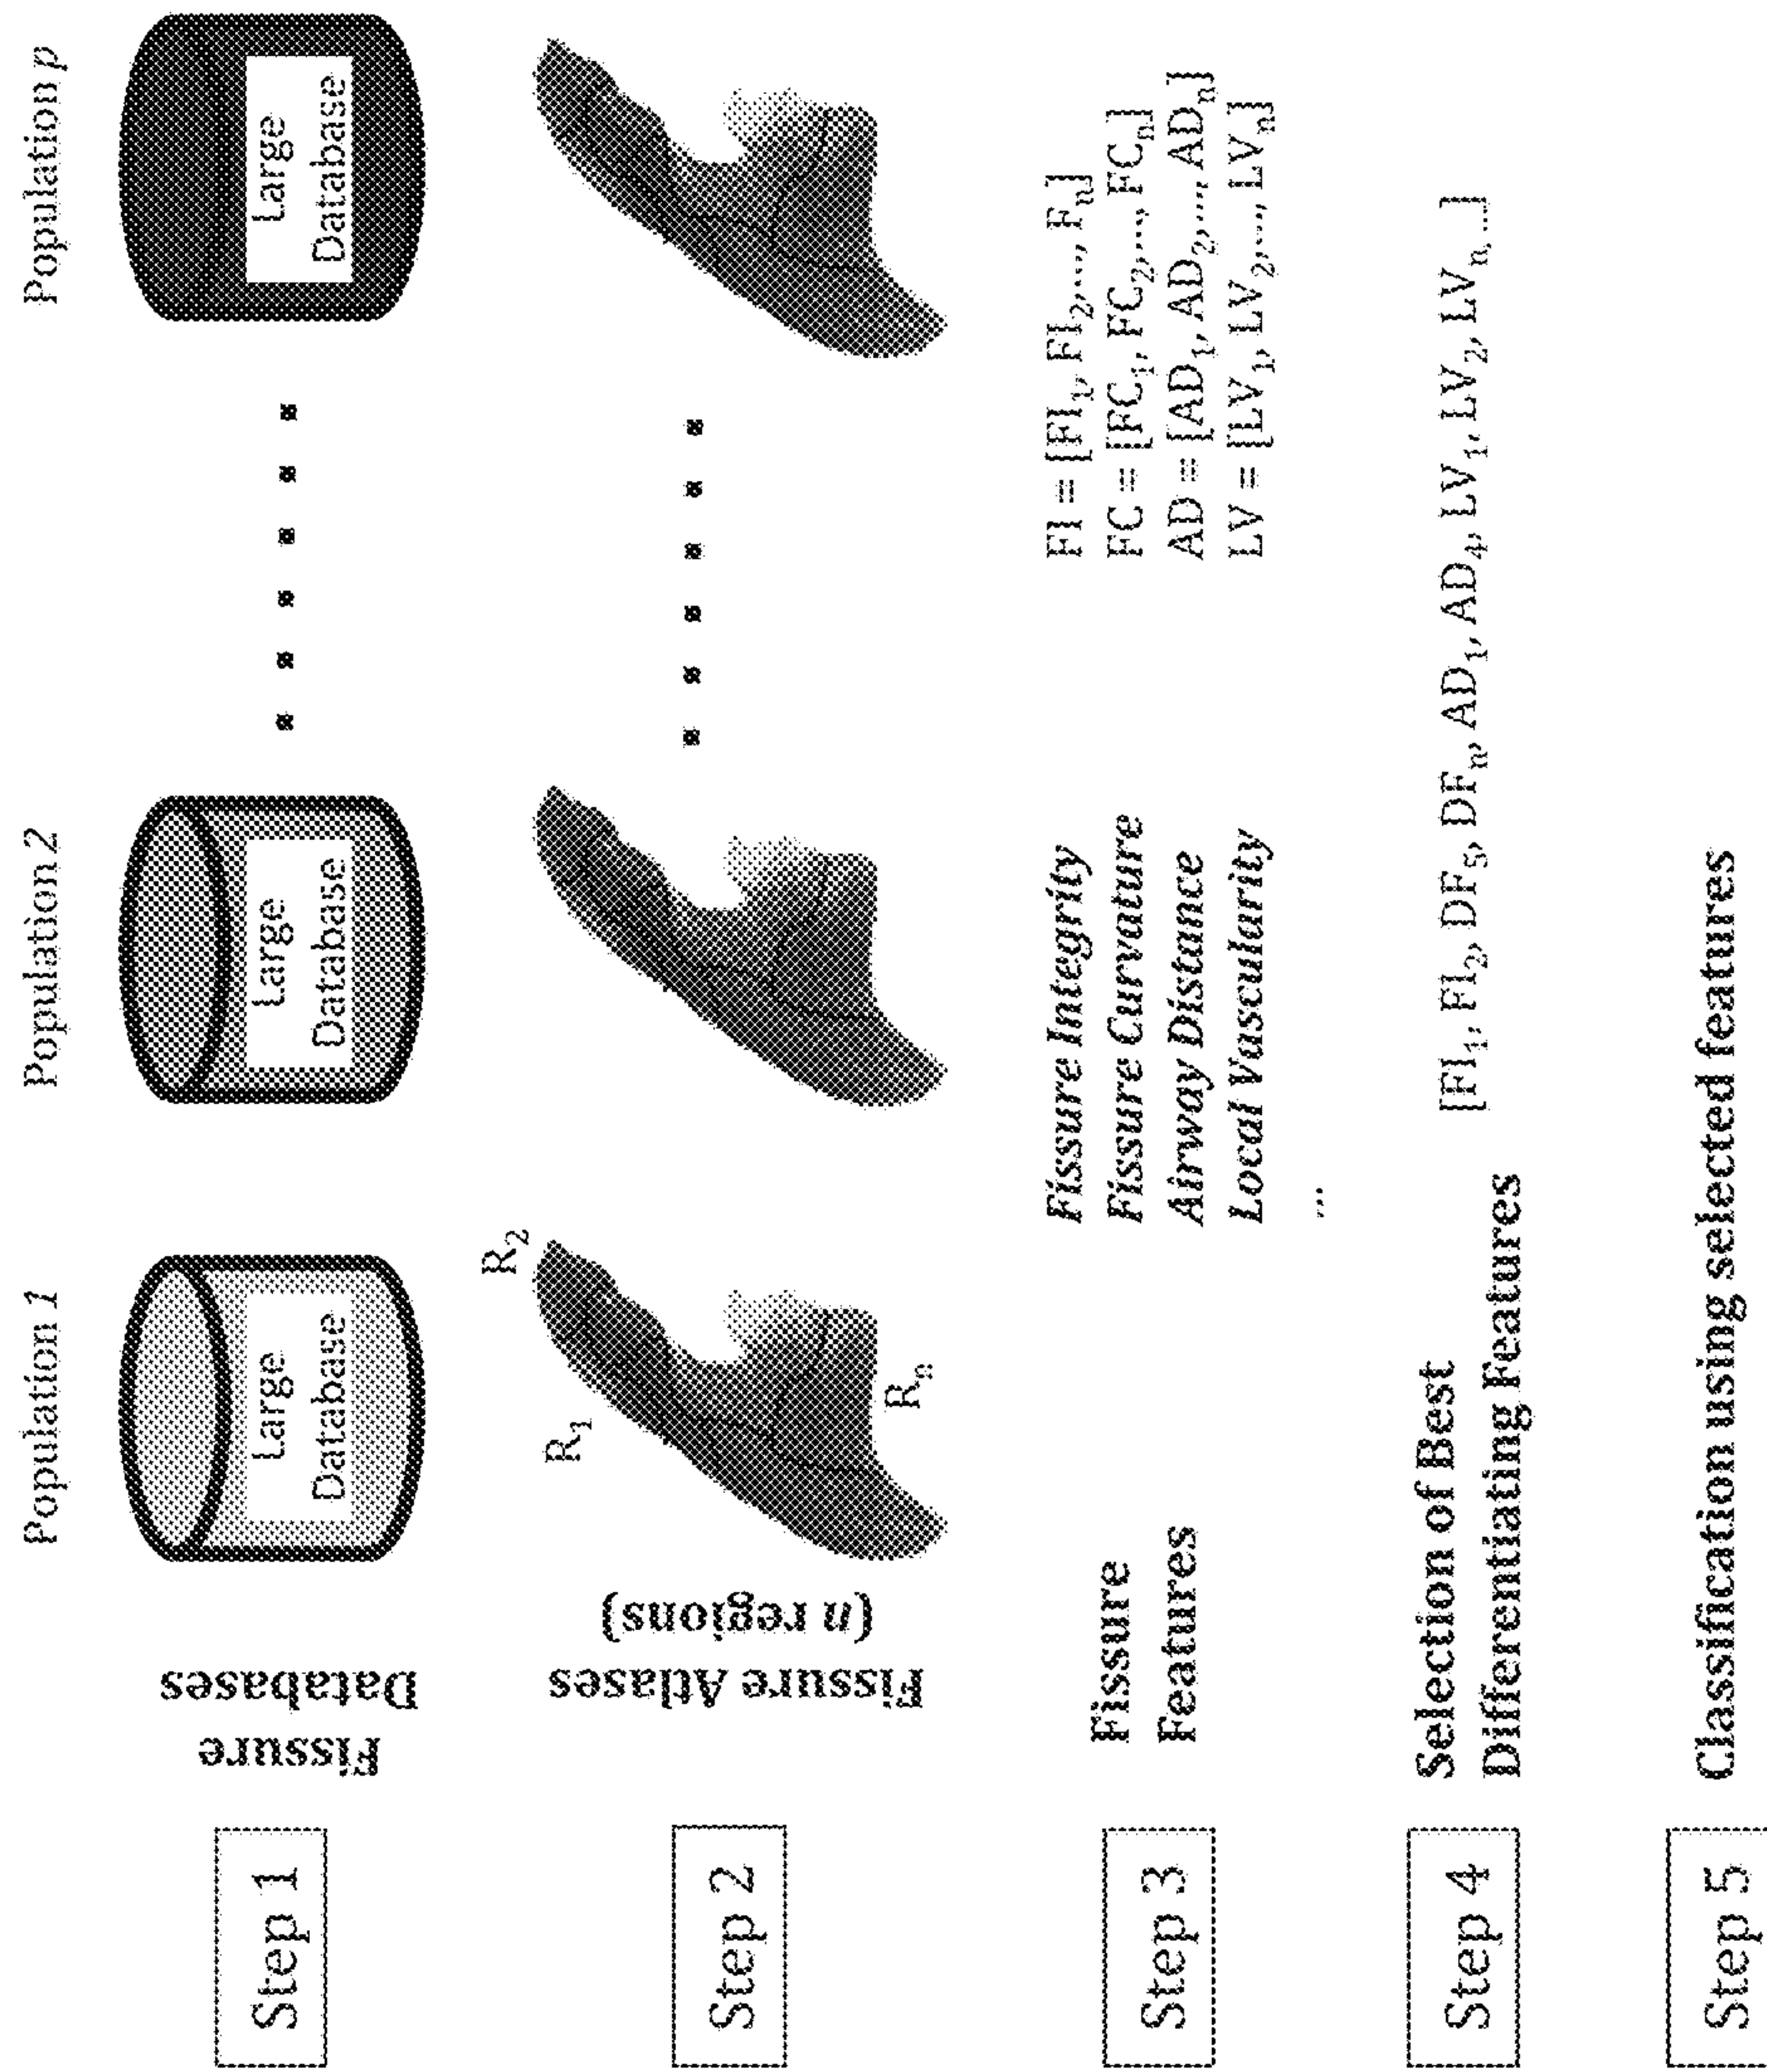 Population 1
Population 2
Population p
Step 1
Fissure
Databases
Large
Database
Large
Database
Large
Database
Step 2
Fissure Atlases
(n regions)
R₁
R₂
Rₙ
Step 3
Fissure
Features
Fissure Integrity
Fissure Curvature
Airway Distance
Local Vascularity
...
FI = [FI₁, FI₂,..., Fₙ]
FC = [FC₁, FC₂,..., FCₙ]
AD = [AD₁, AD₂,..., ADₙ]
LV = [LV₁, LV₂,..., LVₙ]
Step 4
Selection of Best
Differentiating Features
[FI₁, FI₂, DF₅, DFₙ, AD₁, AD₄, LV₁, LV₂, LVₙ,...]
Step 5
Classification using selected features